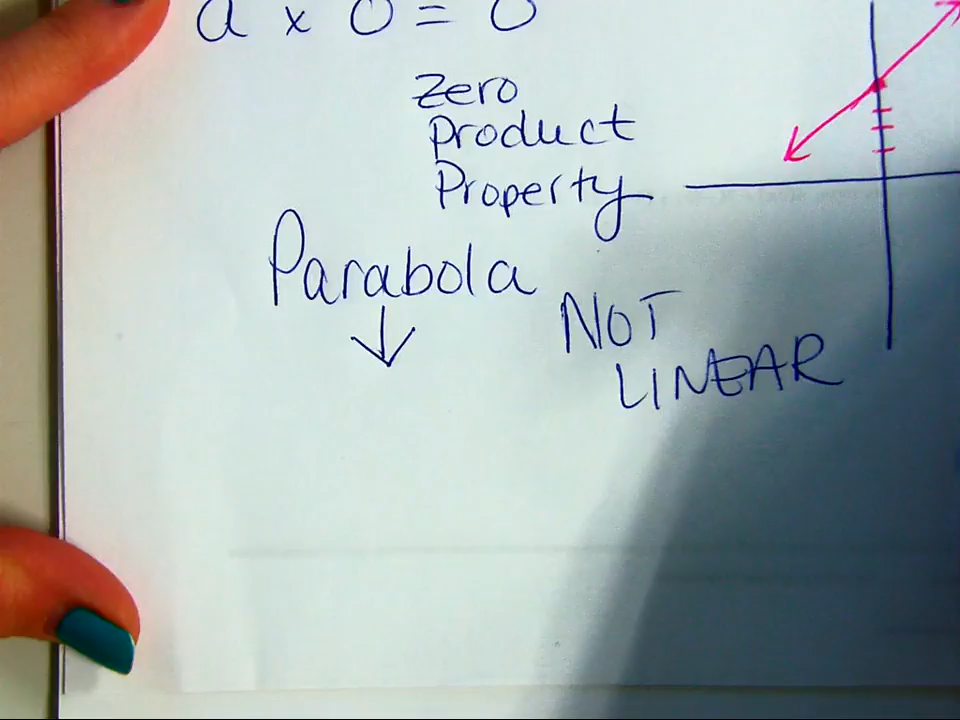 a x 0 = 0
Zero
Product
Property
Parabola
NOT
LINEAR